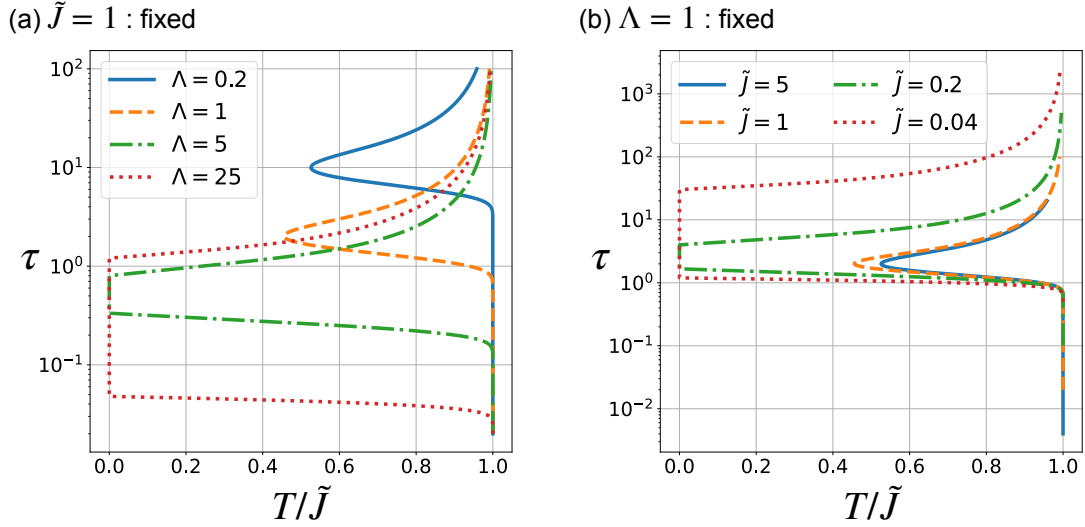 (a) J̃ = 1 : fixed
Λ = 0.2
Λ = 1
Λ = 5
Λ = 25
10²
10¹
10⁰
10⁻¹
τ
0.0 0.2 0.4 0.6 0.8 1.0
T/J̃
(b) Λ = 1 : fixed
J̃ = 5 J̃ = 0.2
J̃ = 1 J̃ = 0.04
10³
10²
10¹
10⁰
10⁻¹
10⁻²
τ
0.0 0.2 0.4 0.6 0.8 1.0
T/J̃